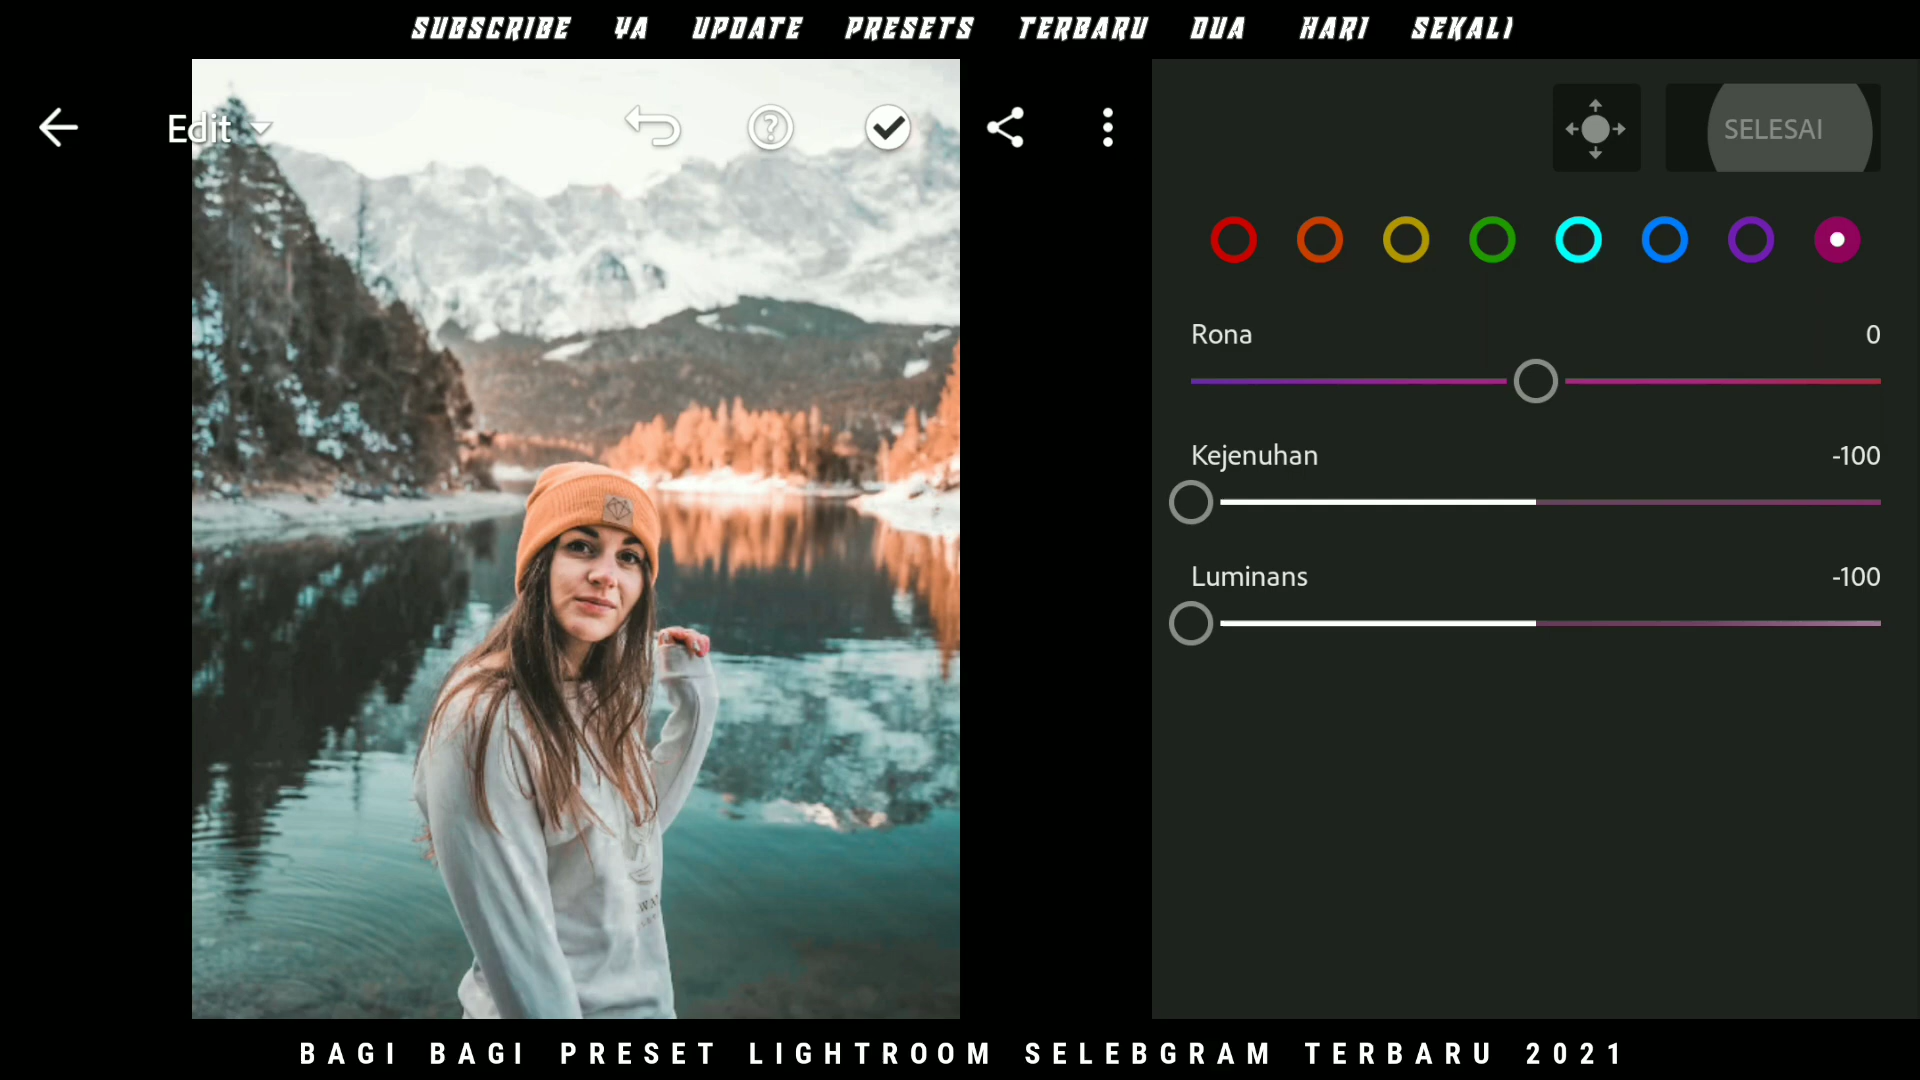 SUBSCRIBE YA UPDATE PRESETS TERBARU DUA HARI SEKALI
Edit
SELESAI
Rona 0
Kejenuhan -100
Luminans -100
BAGI BAGI PRESET LIGHTROOM SELEBGRAM TERBARU 2021